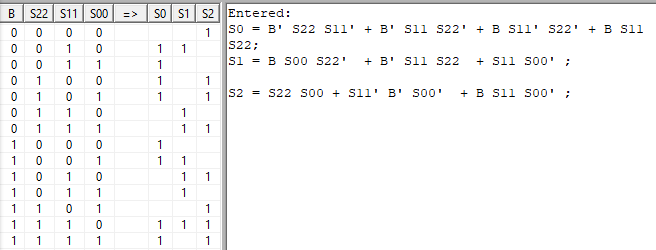 B S22 S11 S00 => S0 S1 S2
0 0 0 0 1
0 0 1 0 1 1
0 0 1 1 1
0 1 0 0 1 1
0 1 0 1 1 1
0 1 1 0 1
0 1 1 1 1 1
1 0 0 0 1
1 0 0 1 1 1
1 0 1 0 1 1
1 0 1 1 1
1 1 0 1 1
1 1 1 0 1 1 1
1 1 1 1 1 1
Entered:
S0 = B' S22 S11' + B' S11 S22' + B S11' S22' + B S11
S22;
S1 = B S00 S22' + B' S11 S22 + S11 S00' ;
S2 = S22 S00 + S11' B' S00' + B S11 S00' ;